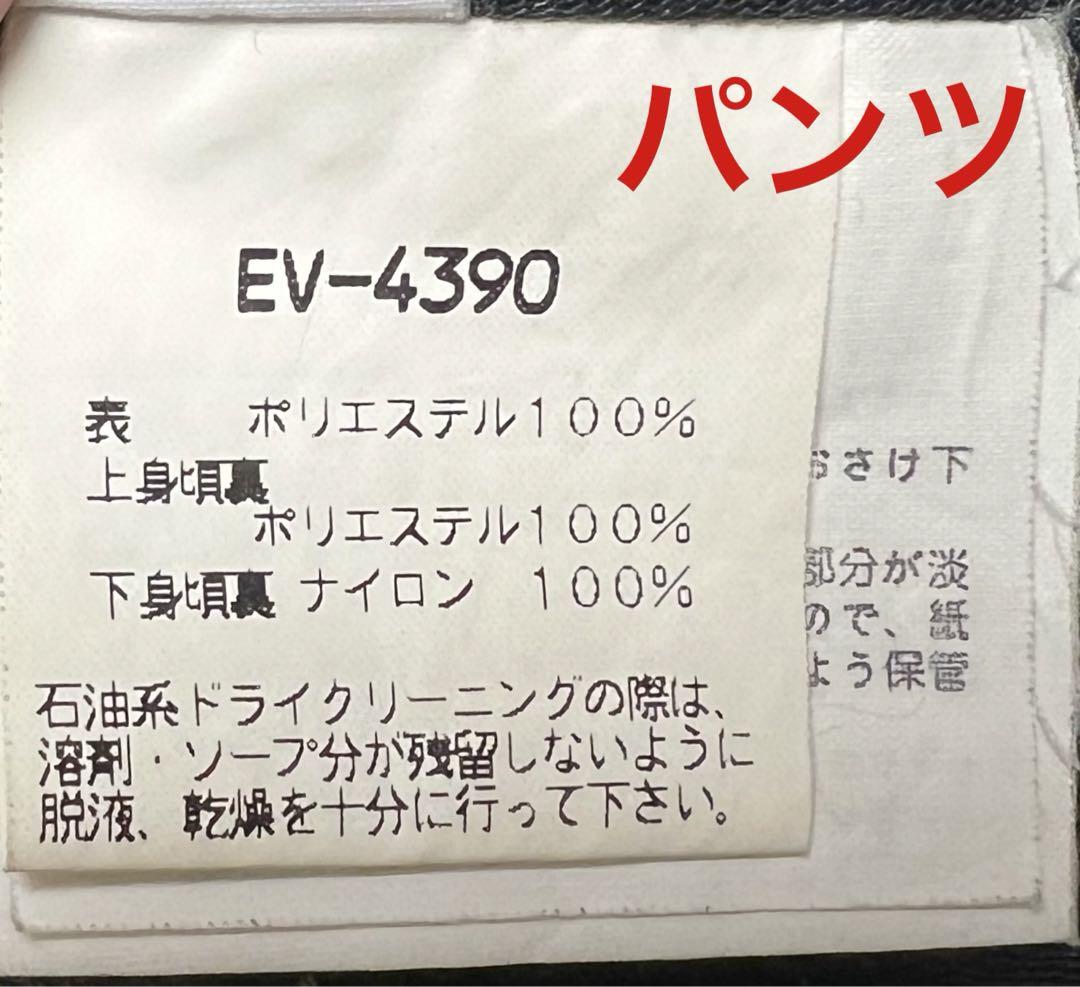 パンツ
EV-4390
表 ポリエステル100%
上身頃裏
ポリエステル100%
下身頃裏 ナイロン 100%
石油系ドライクリーニングの際は、
溶剤・ソープ分が残留しないように
脱液、乾燥を十分に行って下さい。
おさけ下
部分が淡
ので、紙
よう保管